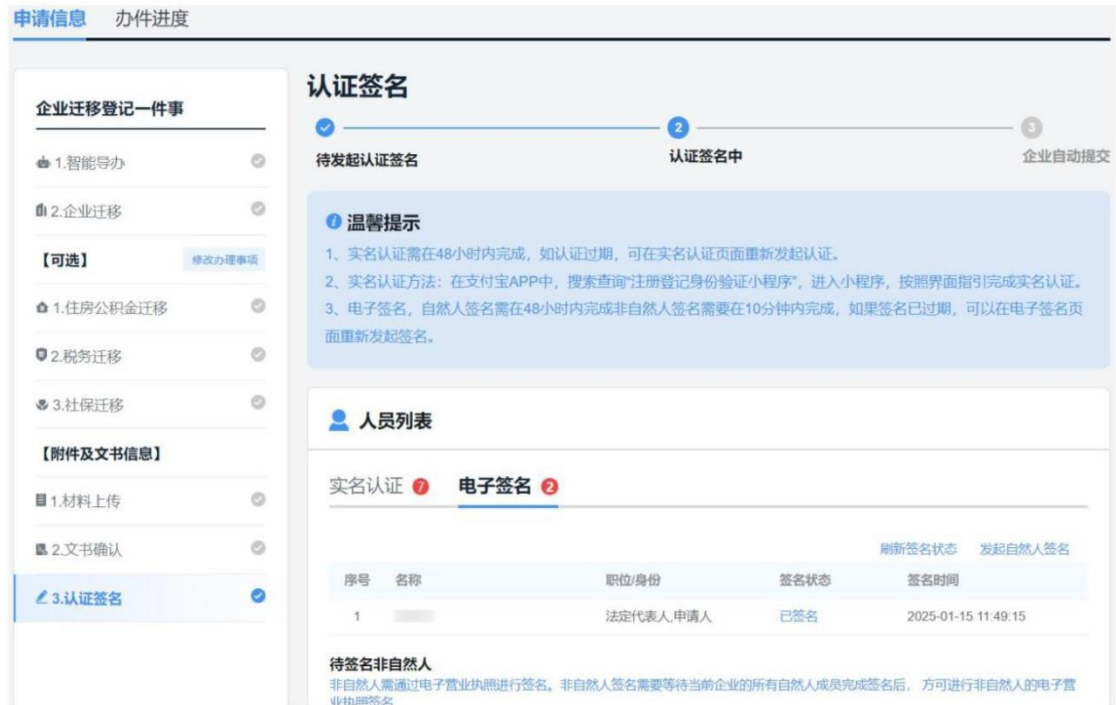 申请信息 办件进度
企业迁移登记一件事
1.智能导办
2.企业迁移
【可选】 修改办理事项
1.住房公积金迁移
2.税务迁移
3.社保迁移
【附件及文书信息】
1.材料上传
2.文书确认
3.认证签名
认证签名
2 3
待发起认证签名 认证签名中 企业自动提交
温馨提示
1、实名认证需在48小时内完成，如认证过期，可在实名认证页面重新发起认证。
2、实名认证方法：在支付宝APP中，搜索查询“注册登记身份验证小程序”，进入小程序，按照界面指引完成实名认证。
3、电子签名，自然人签名需在48小时内完成非自然人签名需要在10分钟内完成，如果签名已过期，可以在电子签名页
面重新发起签名。
人员列表
实名认证 7 电子签名 2
刷新签名状态 发起自然人签名
序号 名称 职位/身份 签名状态 签名时间
1 法定代表人,申请人 已签名 2025-01-15 11:49:15
待签名非自然人
非自然人需通过电子营业执照进行签名。非自然人签名需要等待当前企业的所有自然人成员完成签名后， 方可进行非自然人的电子营
业执照签名